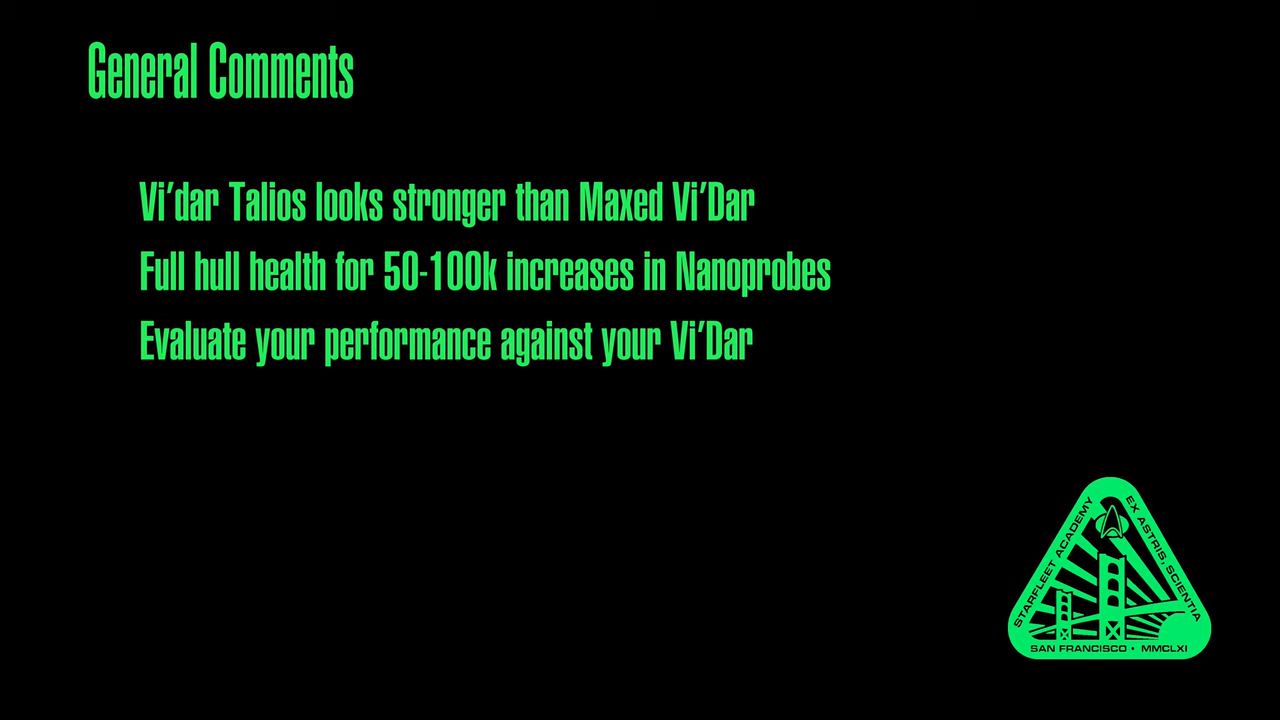 General Comments
Vi’dar Talios looks stronger than Maxed Vi’Dar
Full hull health for 50-100k increases in Nanoprobes
Evaluate your performance against your Vi’Dar
STARFLEET ACADEMY
EX ASTRIS, SCIENTIA
SAN FRANCISCO • MMCLXI